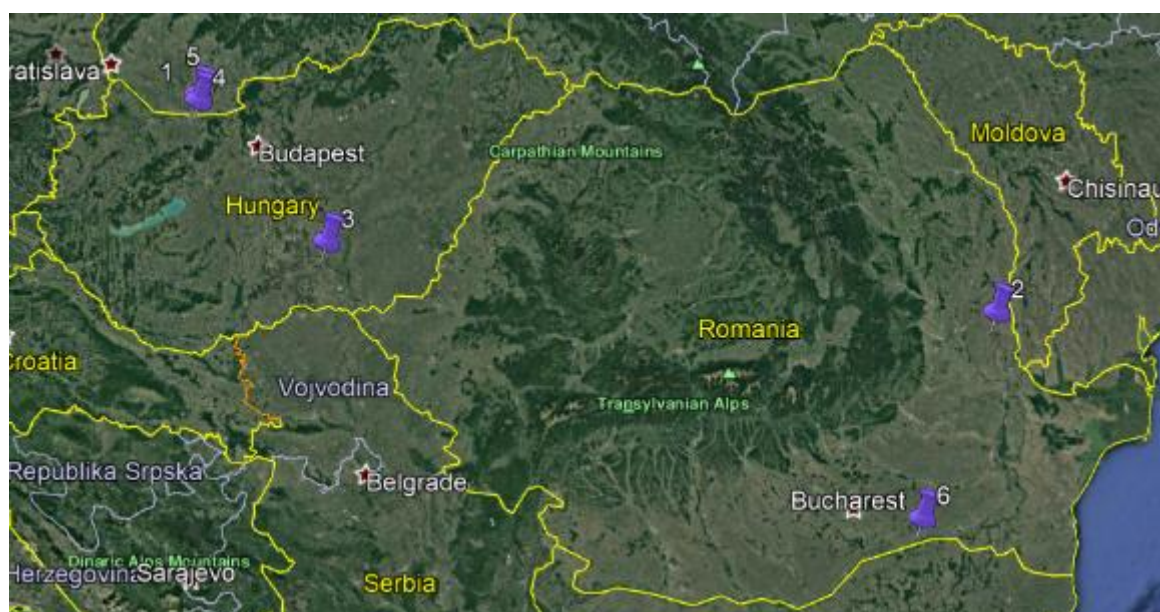 5
1
4
ratislava
Budapest
Carpathian Mountains
Moldova
Chisinau
Hungary
3
Od
2
Romania
Croatia
Vojvodina
Transylvanian Alps
Republika Srpska
Belgrade
Bucharest
6
Dinaric Alps Mountains
Herzegovina
Sarajevo
Serbia